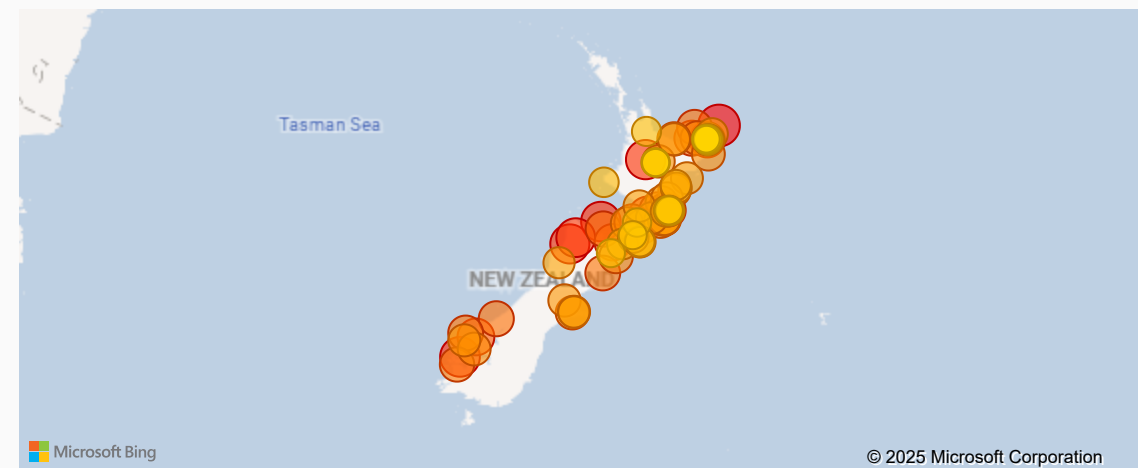 Tasman Sea
NEW ZEALAND
Microsoft Bing
© 2025 Microsoft Corporation